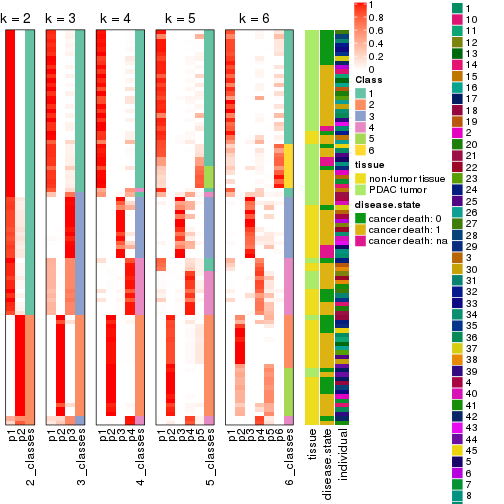 k = 2
k = 3
k = 4
k = 5
k = 6
1
0.8
0.6
0.4
0.2
0
Class
1
2
3
4
5
6
tissue
non-tumor tissue
PDAC tumor
disease.state
cancer death: 0
cancer death: 1
cancer death: na
1
10
11
12
13
14
15
16
17
18
19
2
20
21
22
23
24
25
26
27
28
29
3
30
31
32
33
34
35
36
37
38
39
4
40
41
42
43
44
45
5
6
7
8
p1
p2
2_classes
p1
p2
p3
3_classes
p1
p2
p3
p4
4_classes
p1
p2
p3
p4
p5
5_classes
p1
p2
p3
p4
p5
p6
6_classes
tissue
disease.state
individual